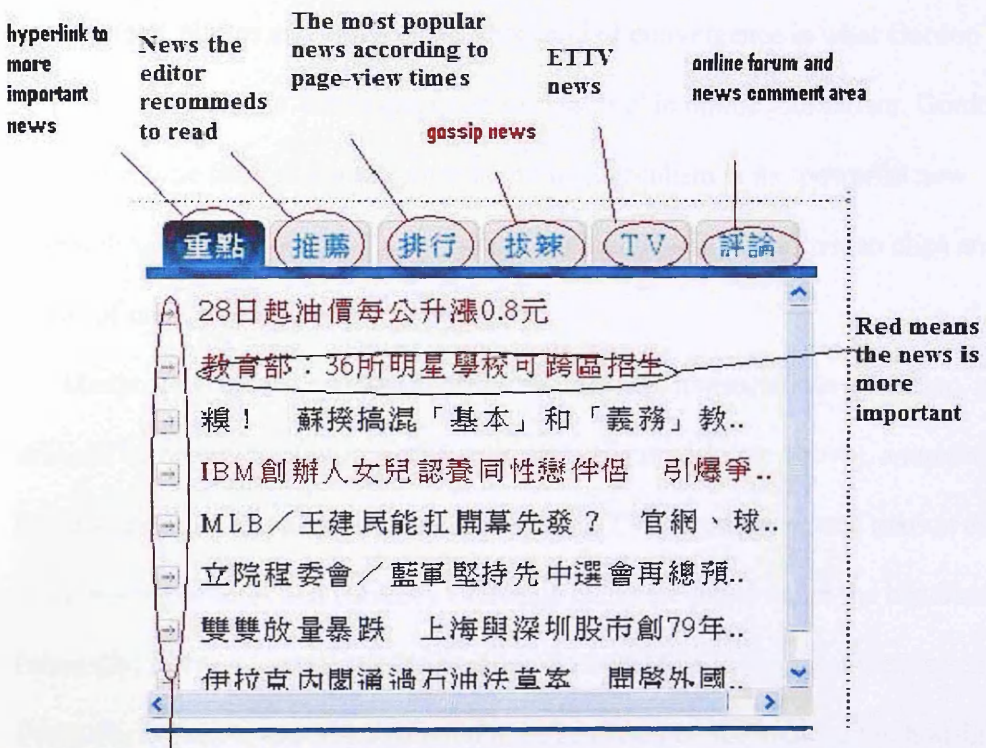 hyperlink to
more
important
news
News the
editor
recommeds
to read
The most popular
news according to
page-view times
gossip news
ETTV
news
online forum and
news comment area
重點 推薦 排行 拔辣 TV 評論
28日起油價每公升漲0.8元
教育部：36所明星學校可跨區招生
糗！ 蘇揆搞混「基本」和「義務」教..
IBM創辦人女兒認養同性戀伴侶 引爆爭..
MLB／王建民能扛開幕先發？ 官網 球..
立院程委會／藍軍堅持先中選會再總預..
雙雙放量暴跌 上海與深圳股市創79年..
伊拉克內閣通過石油法草案 開啓外國..
Red means
the news is
more
important